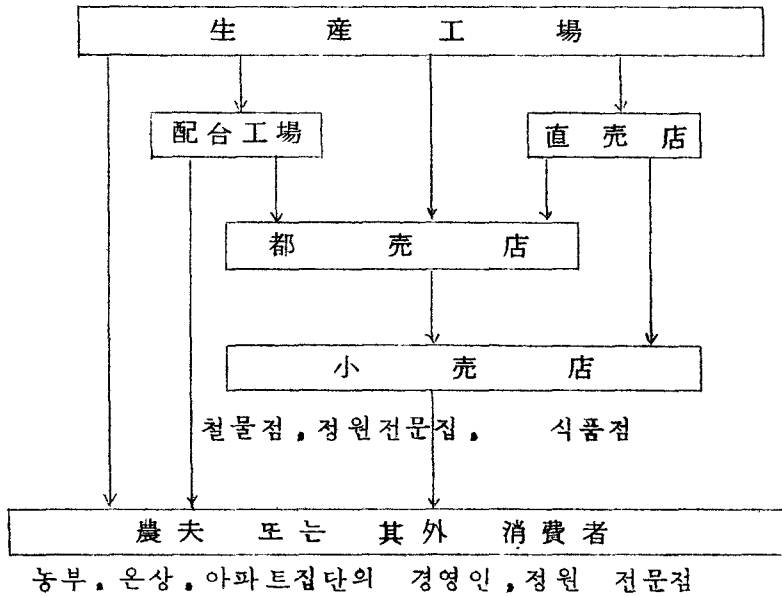 生産工場
配合工場 直売店
都売店
小売店
철물점, 정원전문집, 식품점
農夫 또는 其外 消費者
농부, 온상, 아파트집단의 경영인, 정원 전문점